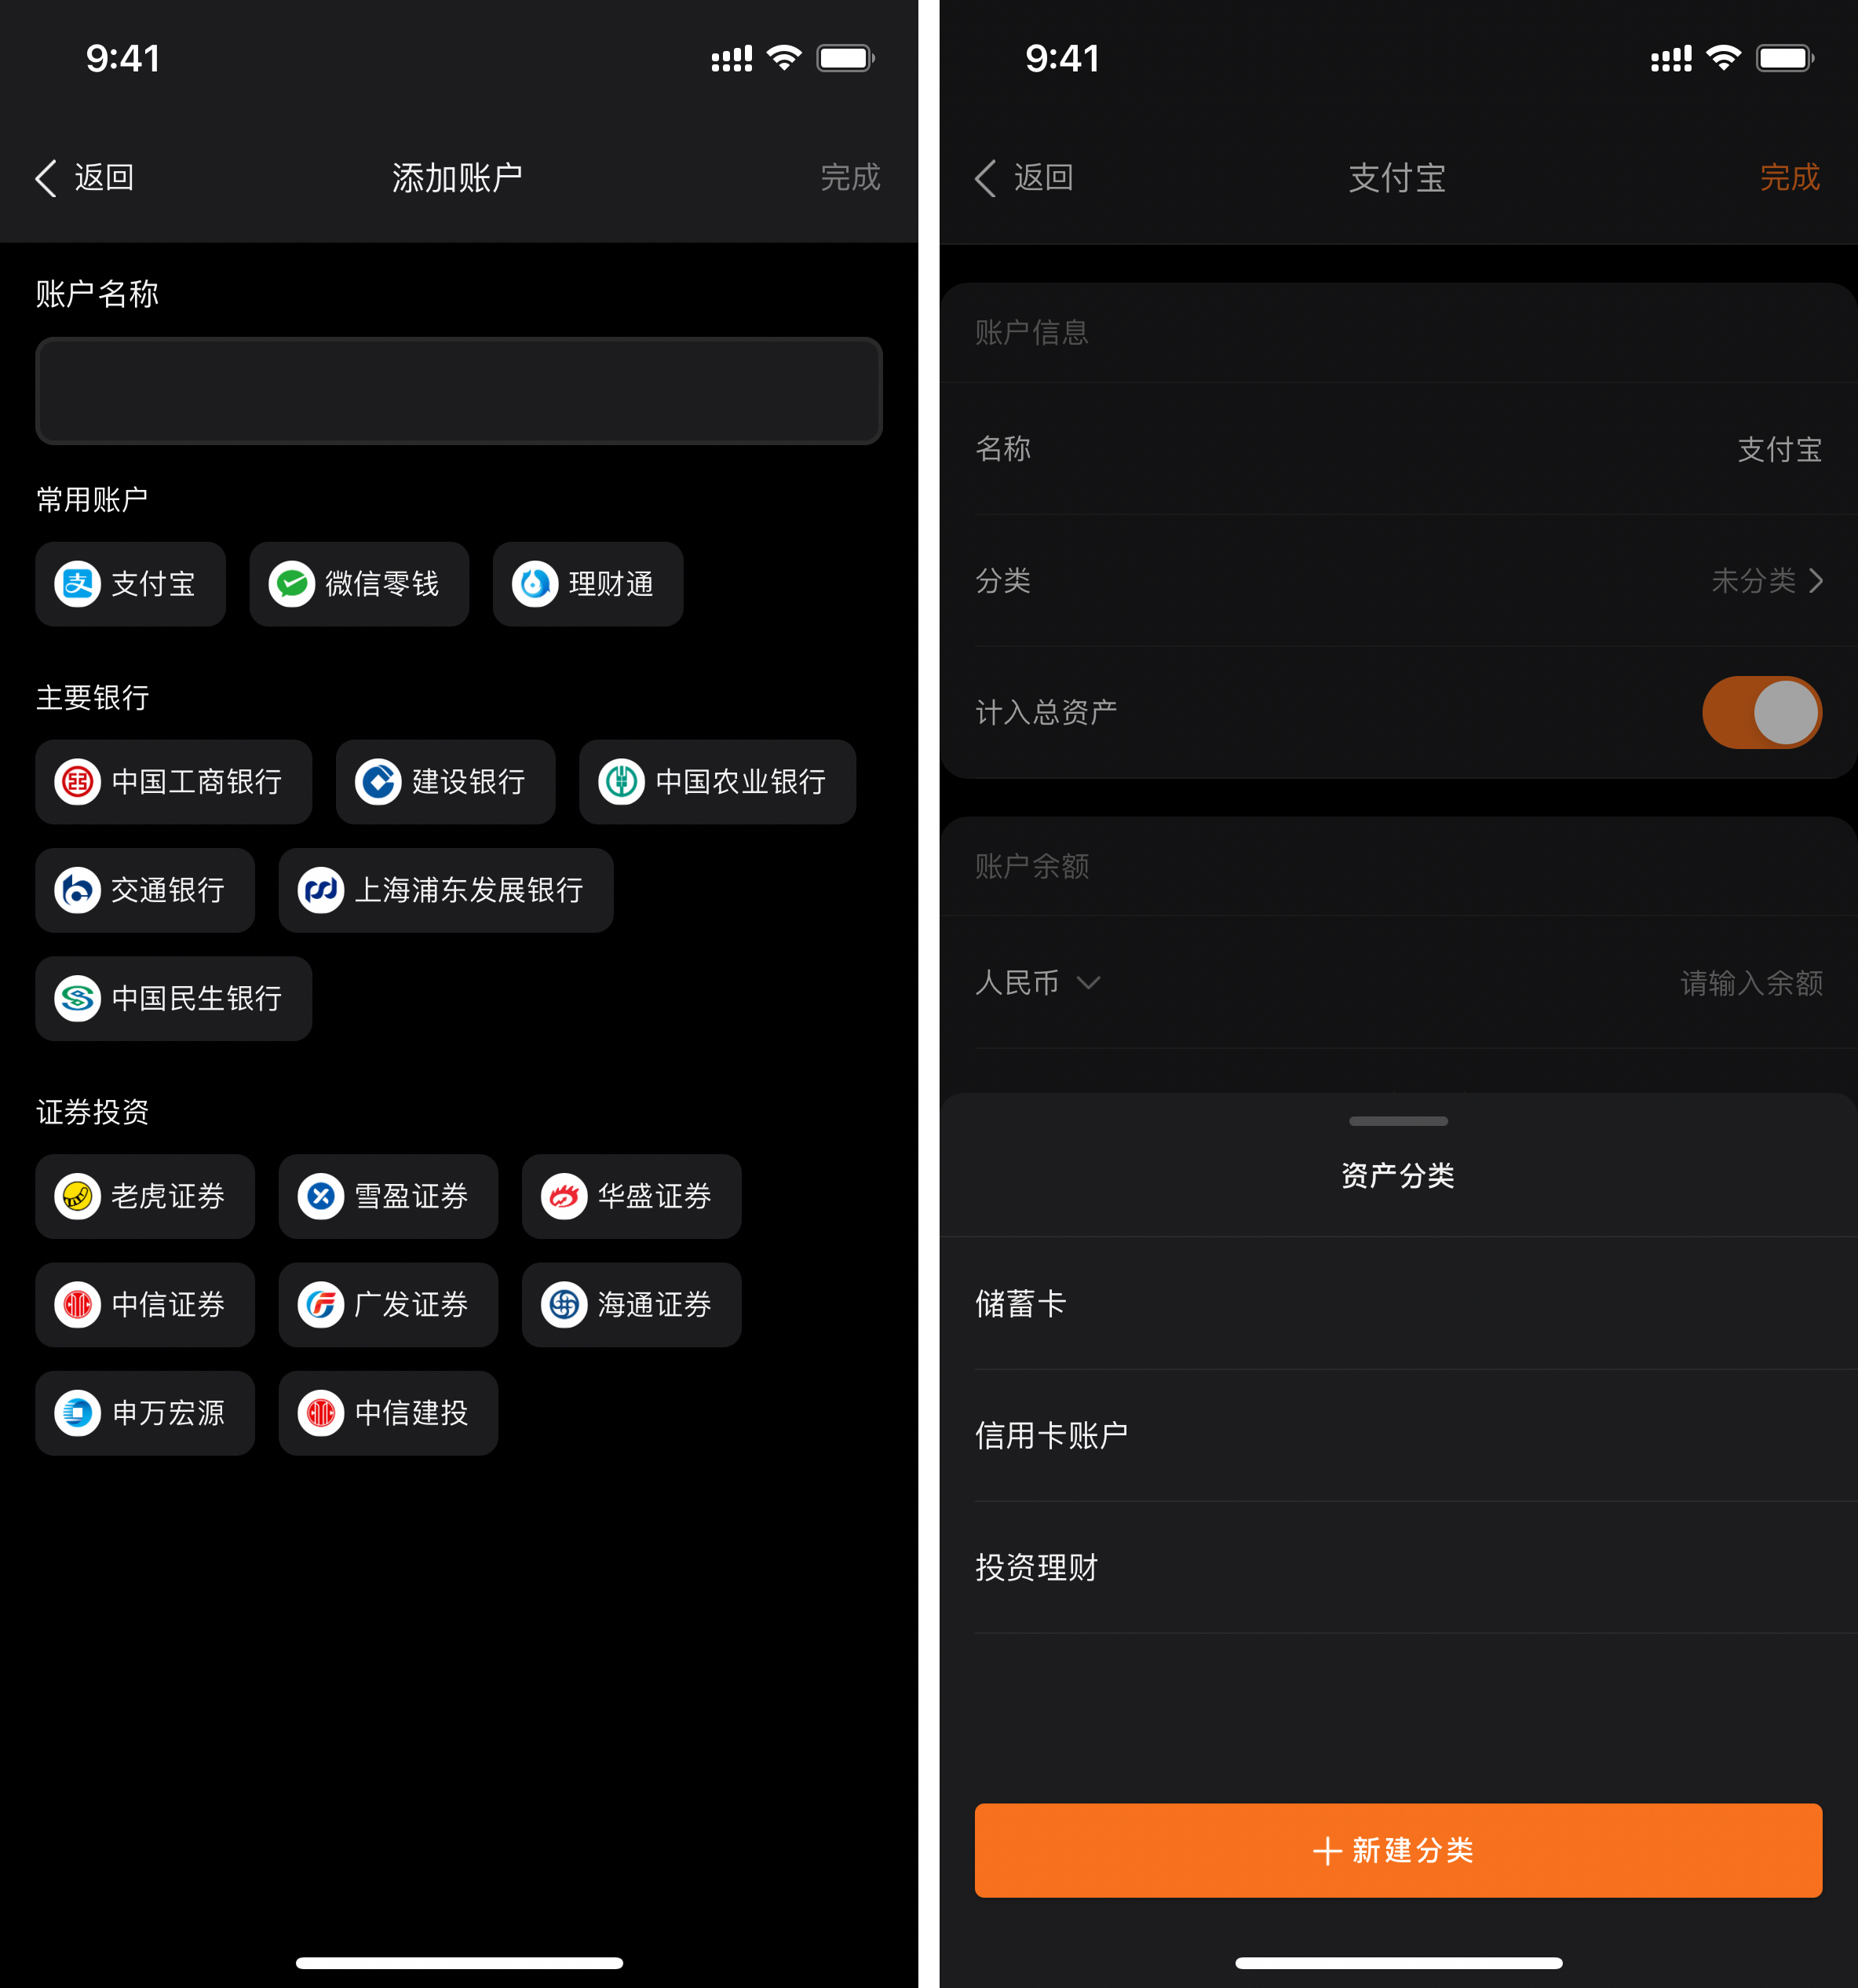 9:41
返回
添加账户
完成
账户名称
常用账户
支付宝
微信零钱
理财通
主要银行
中国工商银行
建设银行
中国农业银行
交通银行
上海浦东发展银行
中国民生银行
证券投资
老虎证券
雪盈证券
华盛证券
中信证券
广发证券
海通证券
申万宏源
中信建投
9:41
返回
支付宝
完成
账户信息
名称
支付宝
分类
未分类
计入总资产
账户余额
人民币
请输入余额
资产分类
储蓄卡
信用卡账户
投资理财
新建分类